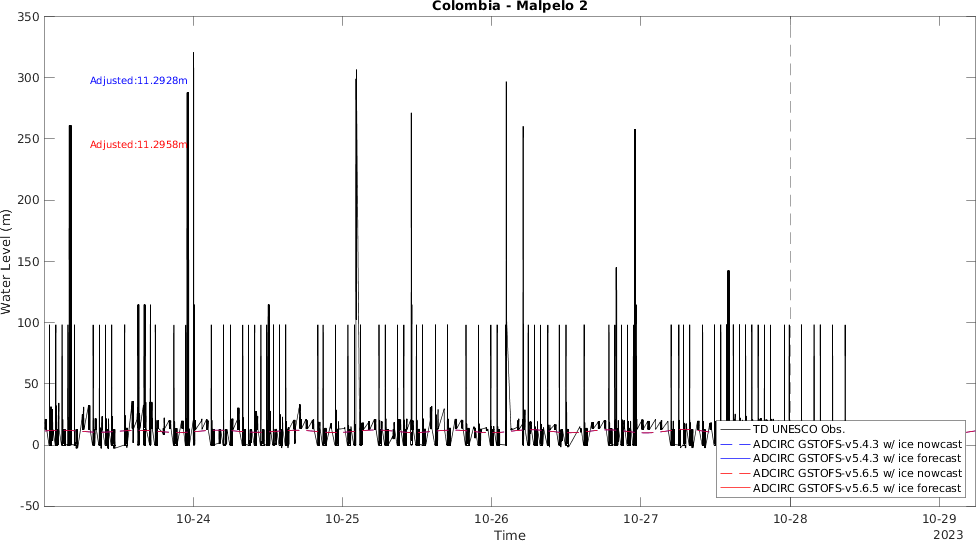 Colombia - Malpelo 2
350
300
250
200
150
100
50
0
-50
Water Level (m)
Adjusted:11.2928m
Adjusted:11.2958m
TD UNESCO Obs.
ADCIRC GSTOFS-v5.4.3 w/ ice nowcast
ADCIRC GSTOFS-v5.4.3 w/ ice forecast
ADCIRC GSTOFS-v5.6.5 w/ ice nowcast
ADCIRC GSTOFS-v5.6.5 w/ ice forecast
10-24 10-25 10-26 10-27 10-28 10-29
Time 2023